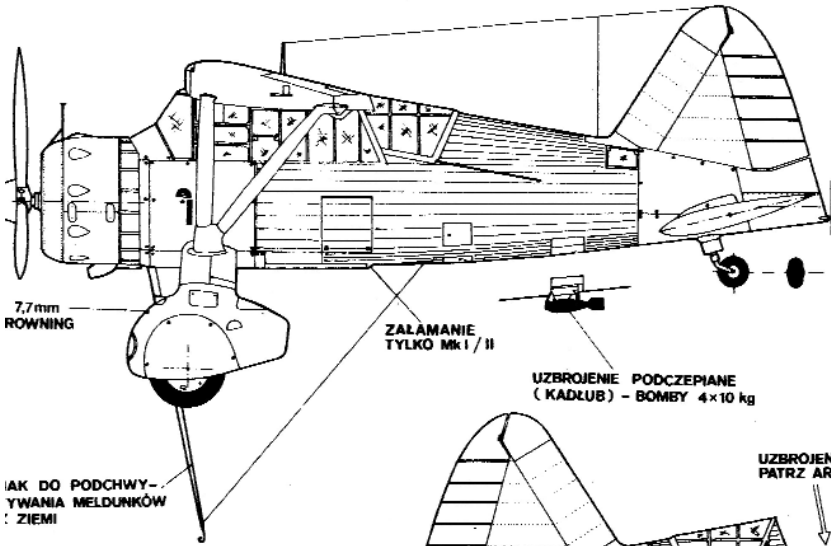 7,7mm
ROWNING
ZAŁAMANIE
TYLKO Mk I / II
UZBROJENIE PODCZEPIANE
( KADŁUB ) – BOMBY 4×10 kg
UZBROJEN
PATRZ AR
AK DO PODCHWY–
YWANIA MELDUNKÓW
Z ZIEMI